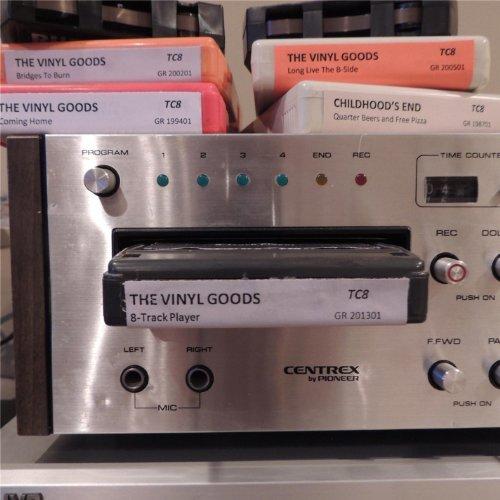 THE VINYL GOODS TC8
Bridges To Burn
GR 200201
THE VINYL GOODS TC8
Long Live The B-Side
GR 200501
THE VINYL GOODS TC8
Coming Home
GR 199401
CHILDHOOD'S END TC8
Quarter Beers and Free Pizza
GR 198701
PROGRAM 1 2 3 4 END REC
TIME COUNTE
REC DOL
PUSH ON
THE VINYL GOODS TC8
8-Track Player GR 201301
LEFT RIGHT
MIC
CENTREX
by PIONEER
F.FWD PA
PUSH ON